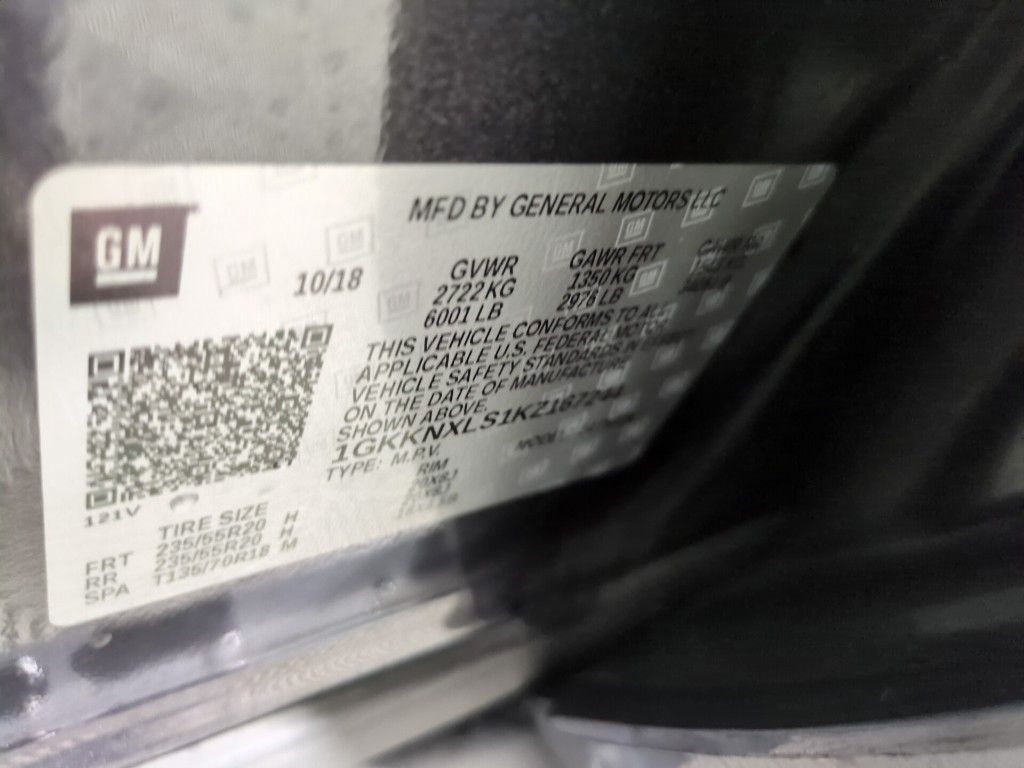 GM
MFD BY GENERAL MOTORS LLC
10/18
GVWR GAWR FRT
2722 KG 1350 KG
6001 LB 2976 LB
THIS VEHICLE CONFORMS TO ALL
APPLICABLE U.S. FEDERAL MOTOR
VEHICLE SAFETY STANDARDS IN
ON THE DATE OF MANUFACTURE
SHOWN ABOVE.
TYPE: M.P.V.
121V
TIRE SIZE RIM
FRT 235/55R20 H
RR 235/55R20 H
SPA T135/70R18 M